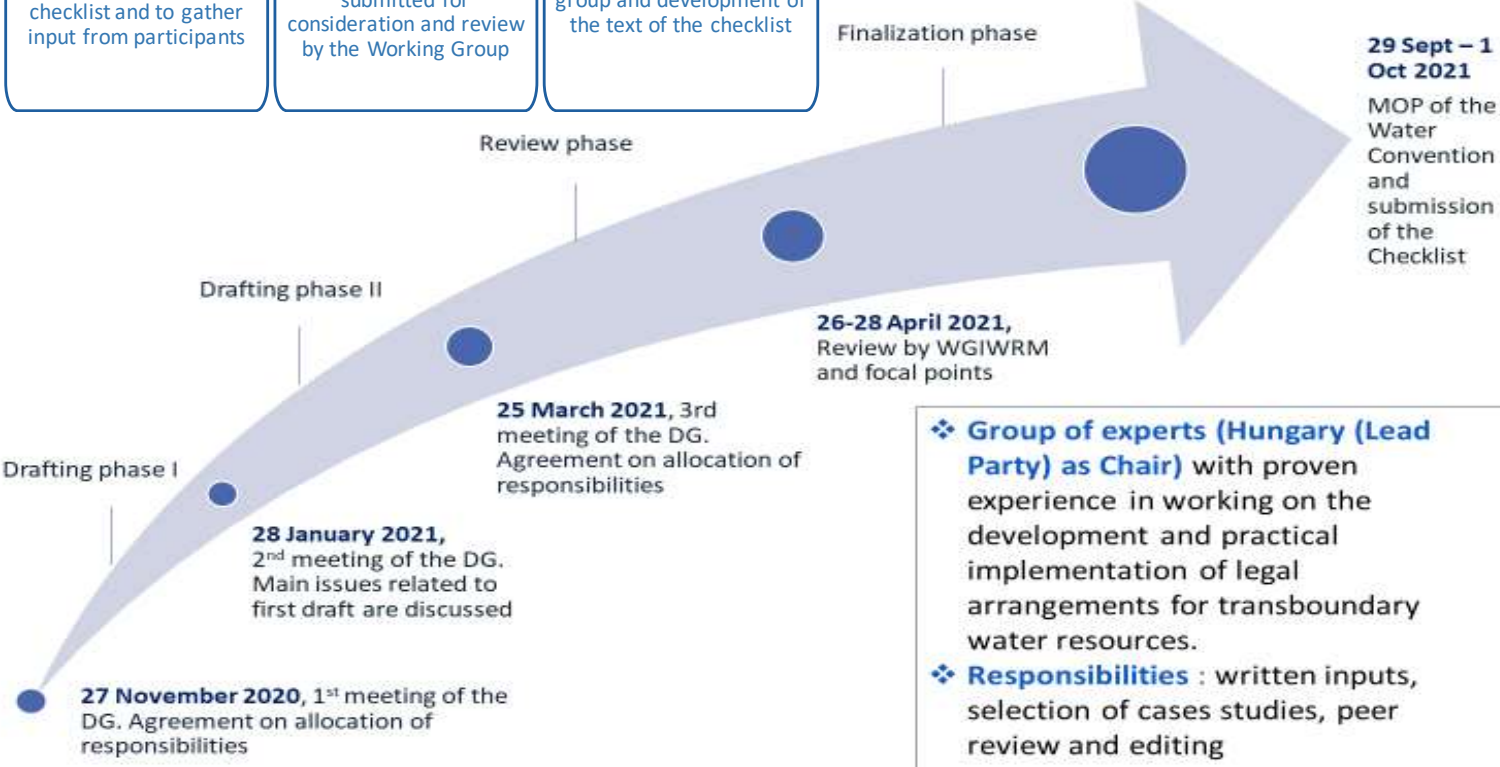 checklist and to gather
input from participants
submitted for
consideration and review
by the Working Group
group and development of
the text of the checklist
Finalization phase
29 Sept – 1
Oct 2021
MOP of the
Water
Convention
and
submission
of the
Checklist
Review phase
Drafting phase II
26-28 April 2021,
Review by WGIWRM
and focal points
25 March 2021, 3rd
meeting of the DG.
Agreement on allocation of
responsibilities
Drafting phase I
28 January 2021,
2nd meeting of the DG.
Main issues related to
first draft are discussed
27 November 2020, 1st meeting of the
DG. Agreement on allocation of
responsibilities
❖ Group of experts (Hungary (Lead
Party) as Chair) with proven
experience in working on the
development and practical
implementation of legal
arrangements for transboundary
water resources.
❖ Responsibilities : written inputs,
selection of cases studies, peer
review and editing